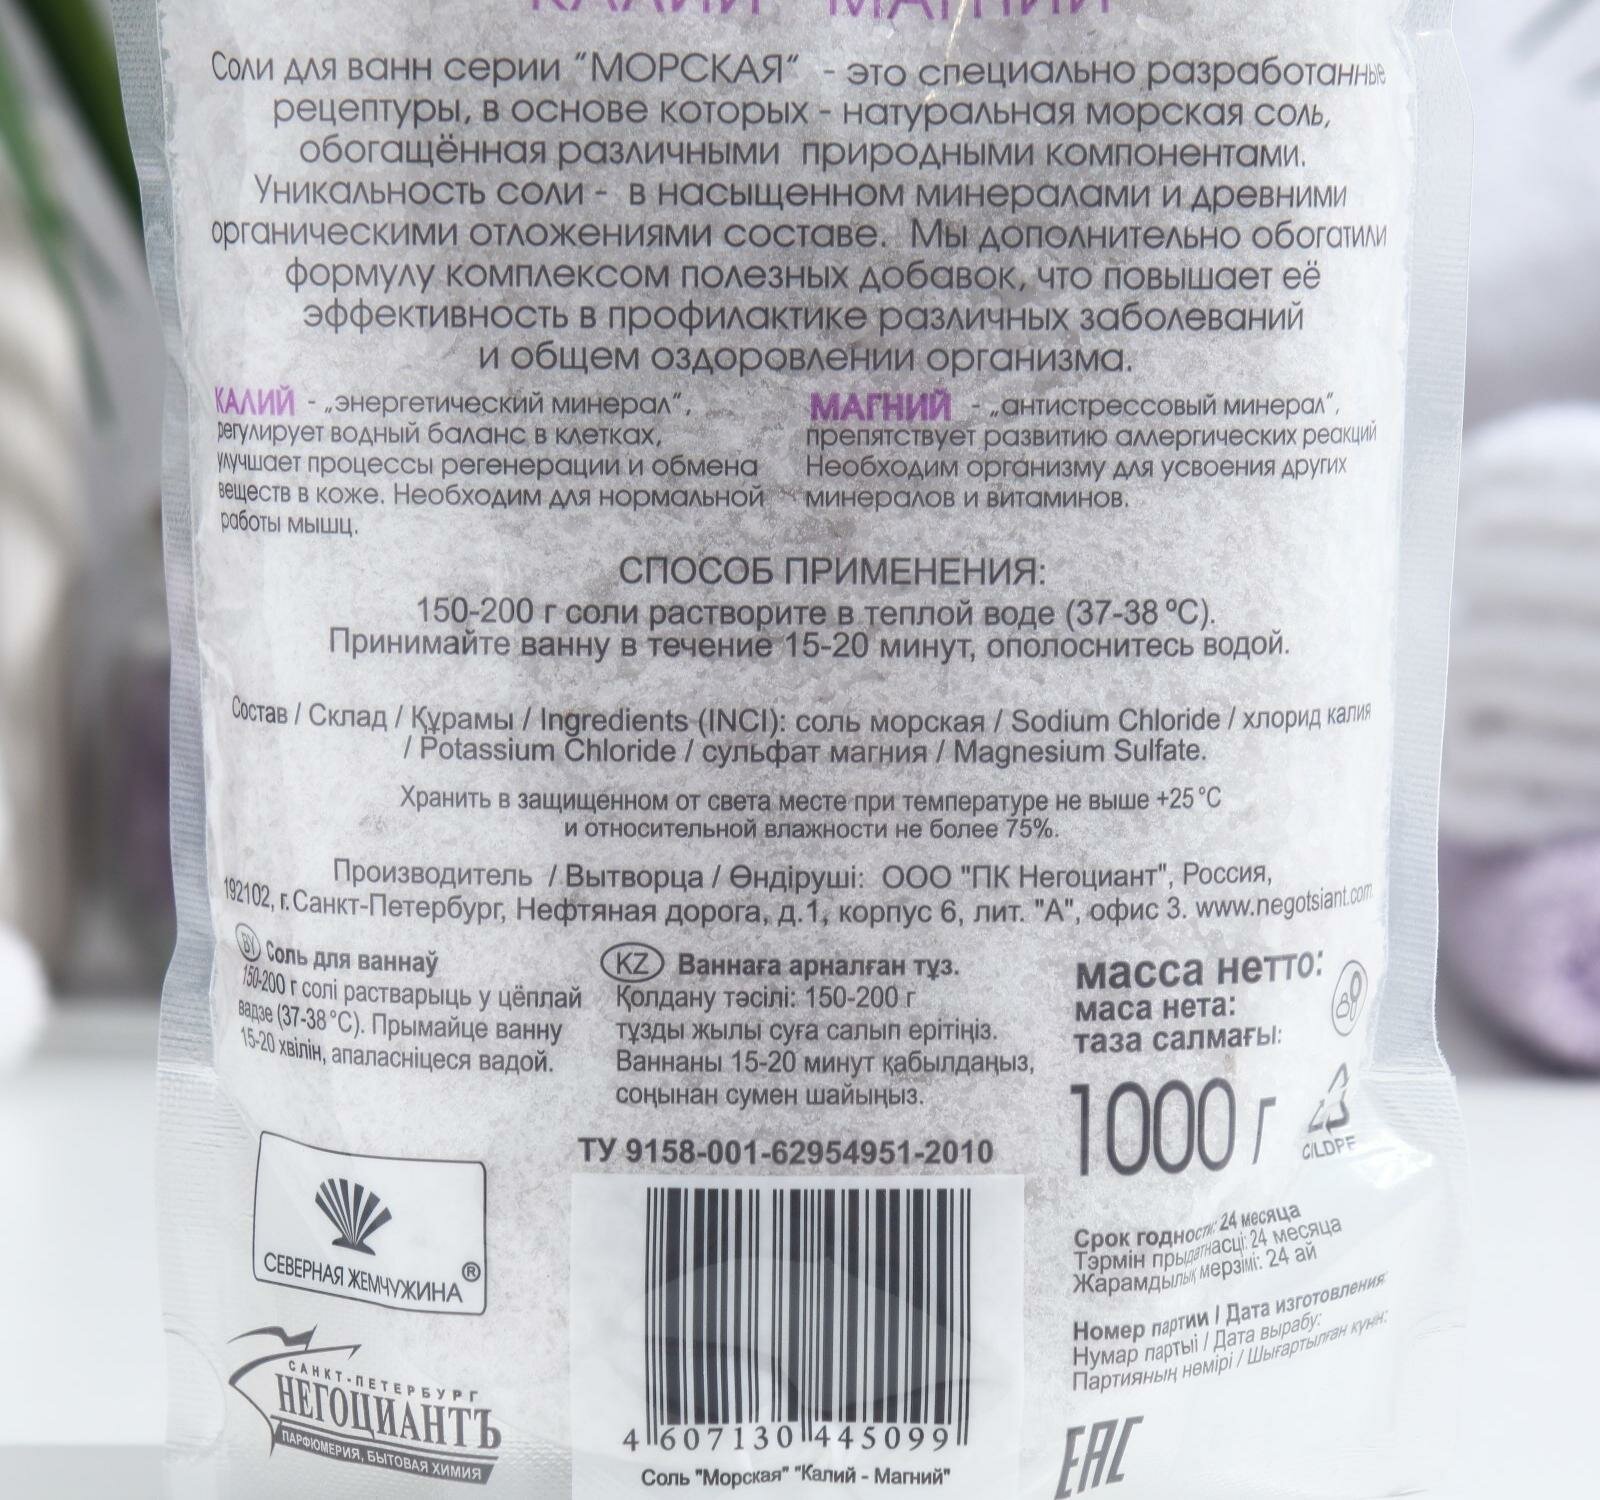 КАЛИЙ - МАГНИЙ
Соли для ванн серии "МОРСКАЯ" - это специально разработанные
рецептуры, в основе которых - натуральная морская соль,
обогащённая различными природными компонентами.
Уникальность соли - в насыщенном минералами и древними
органическими отложениями составе. Мы дополнительно обогатили
формулу комплексом полезных добавок, что повышает её
эффективность в профилактике различных заболеваний
и общем оздоровлении организма.
КАЛИЙ - „энергетический минерал",
регулирует водный баланс в клетках,
улучшает процессы регенерации и обмена
веществ в коже. Необходим для нормальной
работы мышц.
МАГНИЙ - „антистрессовый минерал",
препятствует развитию аллергических реакций
Необходим организму для усвоения других
минералов и витаминов.
СПОСОБ ПРИМЕНЕНИЯ:
150-200 г соли растворите в теплой воде (37-38 °С).
Принимайте ванну в течение 15-20 минут, ополоснитесь водой.
Состав / Склад / Құрамы / Ingredients (INCI): соль морская / Sodium Chloride / хлорид калия
/ Potassium Chloride / сульфат магния / Magnesium Sulfate.
Хранить в защищенном от света месте при температуре не выше +25 °С
и относительной влажности не более 75%.
Производитель / Вытворца / Өндіруші: ООО "ПК Негоциант", Россия,
192102, г. Санкт-Петербург, Нефтяная дорога, д.1, корпус 6, лит. "А", офис 3. www.negotsiant.com
BY Соль для ваннаў
150-200 г солі растварыць у цёплай
вадзе (37-38 °С). Прымайце ванну
15-20 хвілін, апаласніцеся вадой.
KZ Ваннаға арналған тұз.
Қолдану тәсілі: 150-200 г
тұзды жылы суға салып ерітіңіз.
Ваннаны 15-20 минут қабылдаңыз,
соңынан сумен шайыңыз.
масса нетто:
маса нета:
таза салмағы:
1000 г
C/LDPE
ТУ 9158-001-62954951-2010
СЕВЕРНАЯ ЖЕМЧУЖИНА ®
САНКТ-ПЕТЕРБУРГ
НЕГОЦИАНТЪ
ПАРФЮМЕРИЯ, БЫТОВАЯ ХИМИЯ
4 607130 445099
Соль "Морская" "Калий - Магний"
Срок годности: 24 месяца
Тэрмін прыдатнасці: 24 месяца
Жарамдылық мерзімі: 24 ай
Номер партии / Дата изготовления:
Нумар партыі / Дата вырабу:
Партияның нөмірі / Шығартылған күнін:
EAC